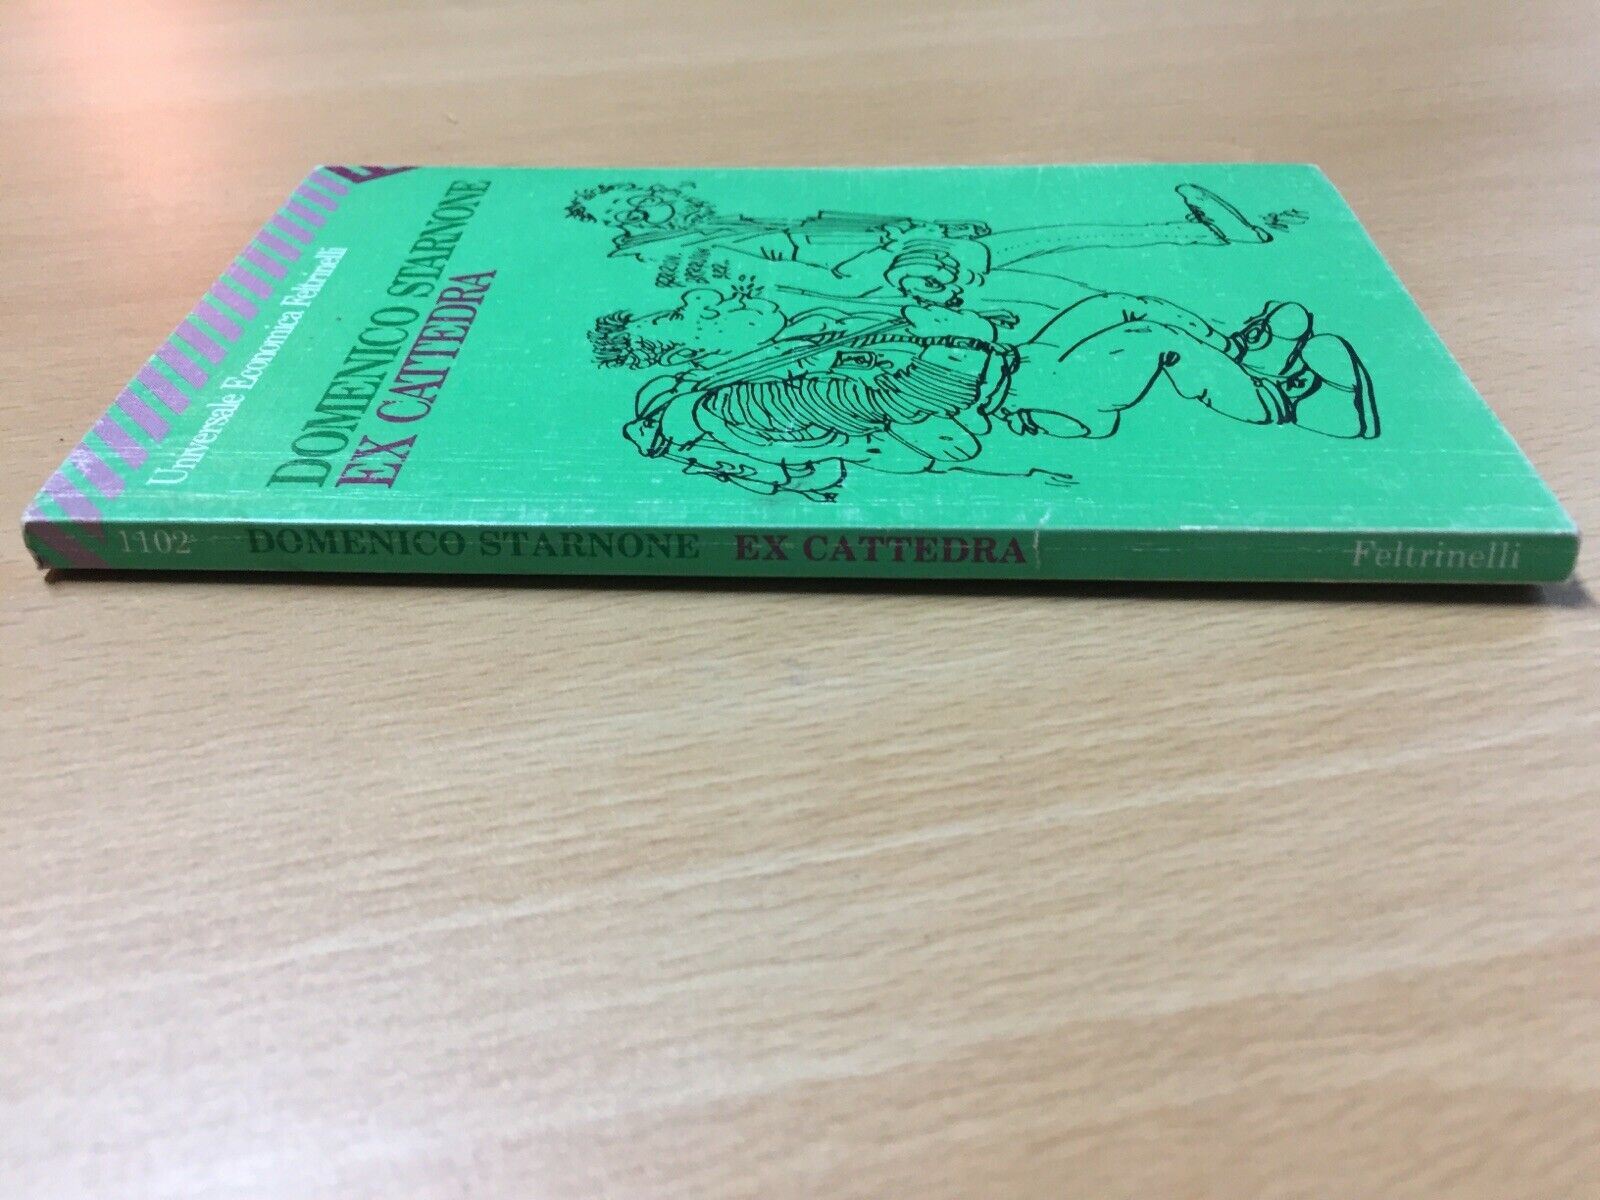 Universale Economica Feltrinelli
DOMENICO STARNONE
EX CATTEDRA
1102 DOMENICO STARNONE EX CATTEDRA Feltrinelli